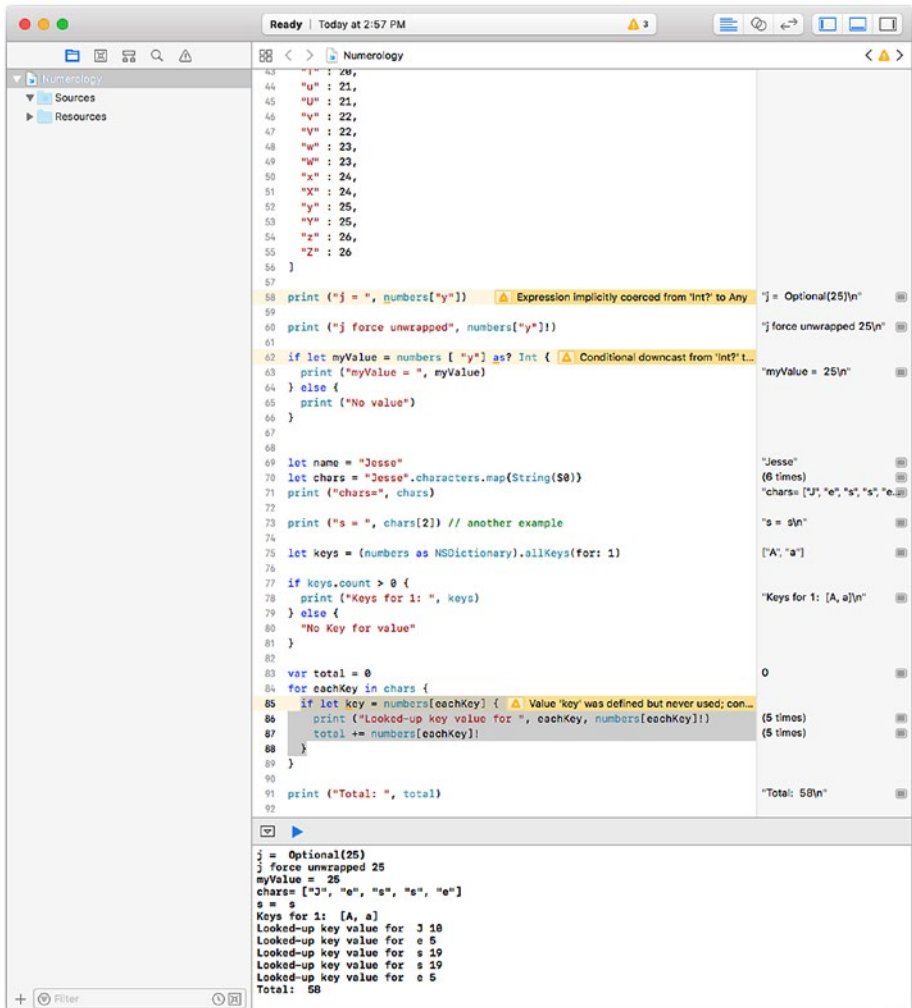 Ready | Today at 2:57 PM
3
Numerology
Numerology
Sources
Resources
43 "T" : 20,
44 "u" : 21,
45 "U" : 21,
46 "v" : 22,
47 "V" : 22,
48 "w" : 23,
49 "W" : 23,
50 "x" : 24,
51 "X" : 24,
52 "y" : 25,
53 "Y" : 25,
54 "z" : 26,
55 "Z" : 26
56 ]
57
58 print ("j = ", numbers["y"]) Expression implicitly coerced from 'Int?' to Any "j = Optional(25)\n"
59
60 print ("j force unwrapped", numbers["y"]!) "j force unwrapped 25\n"
61
62 if let myValue = numbers [ "y"] as? Int { Conditional downcast from 'Int?' t...
63 print ("myValue = ", myValue) "myValue = 25\n"
64 } else {
65 print ("No value")
66 }
67
68
69 let name = "Jesse" "Jesse"
70 let chars = "Jesse".characters.map{String($0)} (6 times)
71 print ("chars=", chars) "chars= ["J", "e", "s", "s", "e...
72
73 print ("s = ", chars[2]) // another example "s = s\n"
74
75 let keys = (numbers as NSDictionary).allKeys(for: 1) ["A", "a"]
76
77 if keys.count > 0 {
78 print ("Keys for 1: ", keys) "Keys for 1: [A, a]\n"
79 } else {
80 "No Key for value"
81 }
82
83 var total = 0 0
84 for eachKey in chars {
85 if let key = numbers[eachKey] { Value 'key' was defined but never used; con...
86 print ("Looked-up key value for ", eachKey, numbers[eachKey]!) (5 times)
87 total += numbers[eachKey]! (5 times)
88 }
89 }
90
91 print ("Total: ", total) "Total: 58\n"
92
j = Optional(25)
j force unwrapped 25
myValue = 25
chars= ["J", "e", "s", "s", "e"]
s = s
Keys for 1: [A, a]
Looked-up key value for J 10
Looked-up key value for e 5
Looked-up key value for s 19
Looked-up key value for s 19
Looked-up key value for e 5
Total: 58
Filter